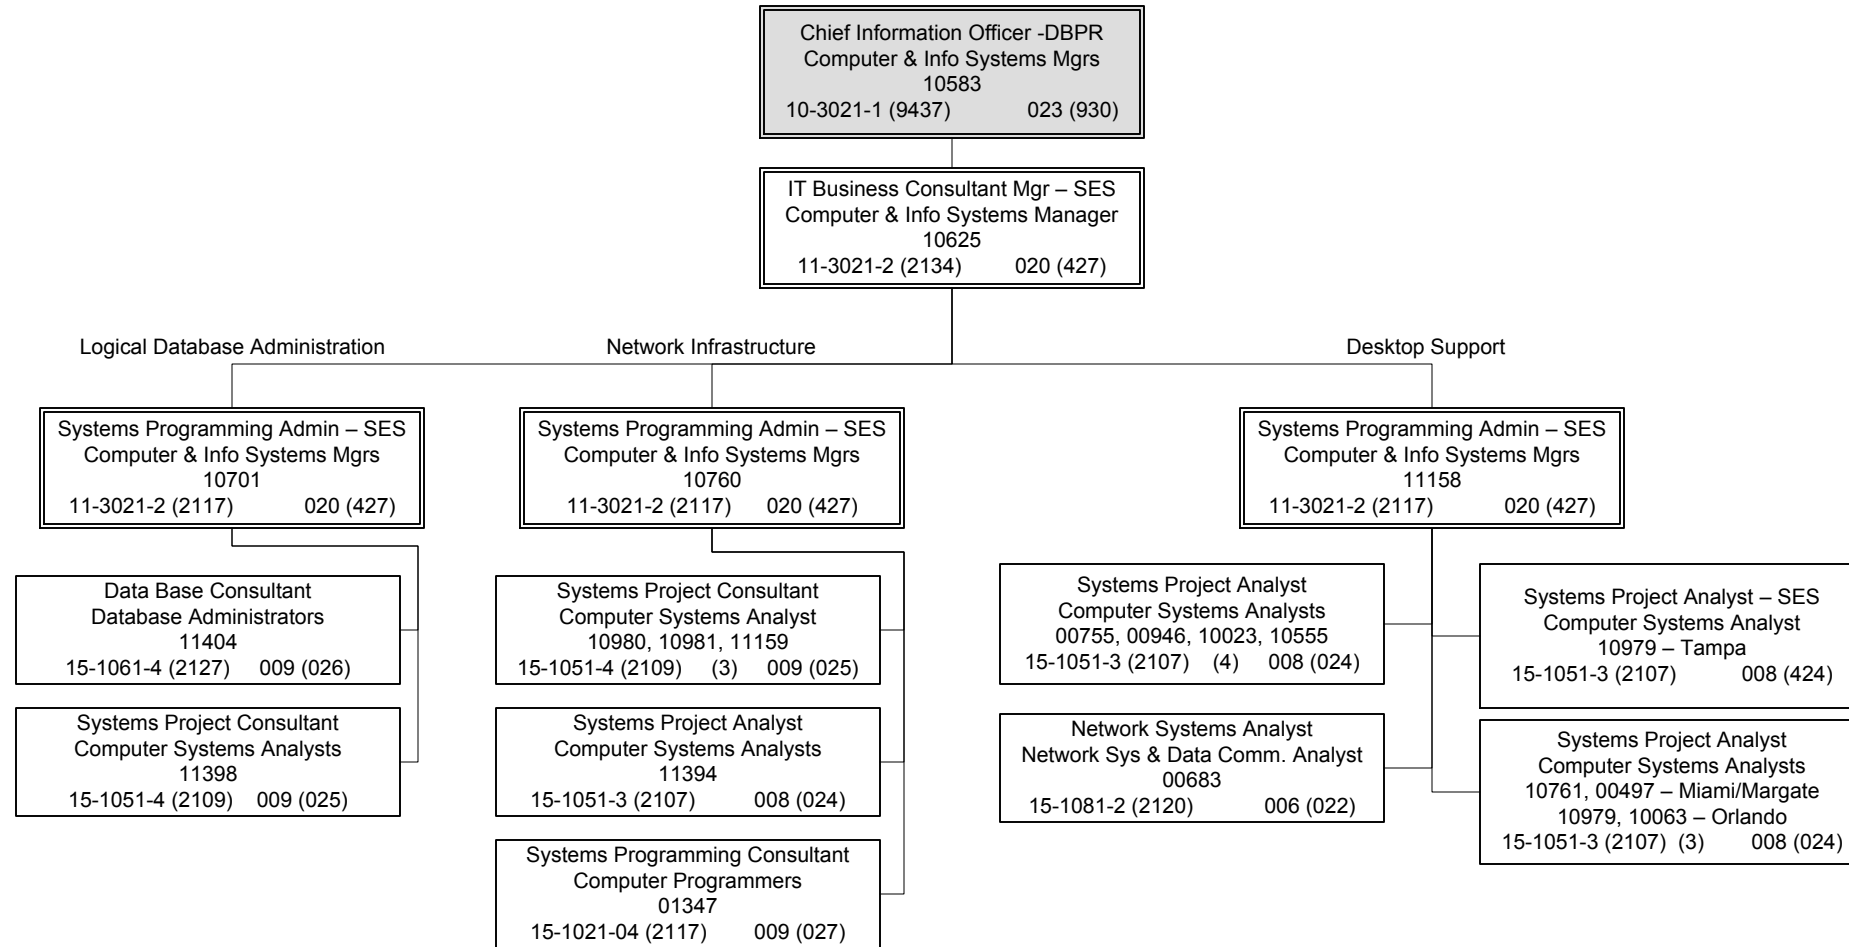 Chief Information Officer -DBPR
Computer & Info Systems Mgrs
10583
10-3021-1 (9437) 023 (930)
IT Business Consultant Mgr – SES
Computer & Info Systems Manager
10625
11-3021-2 (2134) 020 (427)
Logical Database Administration
Network Infrastructure
Desktop Support
Systems Programming Admin – SES
Computer & Info Systems Mgrs
10701
11-3021-2 (2117) 020 (427)
Systems Programming Admin – SES
Computer & Info Systems Mgrs
10760
11-3021-2 (2117) 020 (427)
Systems Programming Admin – SES
Computer & Info Systems Mgrs
11158
11-3021-2 (2117) 020 (427)
Data Base Consultant
Database Administrators
11404
15-1061-4 (2127) 009 (026)
Systems Project Consultant
Computer Systems Analysts
11398
15-1051-4 (2109) 009 (025)
Systems Project Consultant
Computer Systems Analyst
10980, 10981, 11159
15-1051-4 (2109) (3) 009 (025)
Systems Project Analyst
Computer Systems Analysts
11394
15-1051-3 (2107) 008 (024)
Systems Programming Consultant
Computer Programmers
01347
15-1021-04 (2117) 009 (027)
Systems Project Analyst
Computer Systems Analysts
00755, 00946, 10023, 10555
15-1051-3 (2107) (4) 008 (024)
Network Systems Analyst
Network Sys & Data Comm. Analyst
00683
15-1081-2 (2120) 006 (022)
Systems Project Analyst – SES
Computer Systems Analyst
10979 – Tampa
15-1051-3 (2107) 008 (424)
Systems Project Analyst
Computer Systems Analysts
10761, 00497 – Miami/Margate
10979, 10063 – Orlando
15-1051-3 (2107) (3) 008 (024)